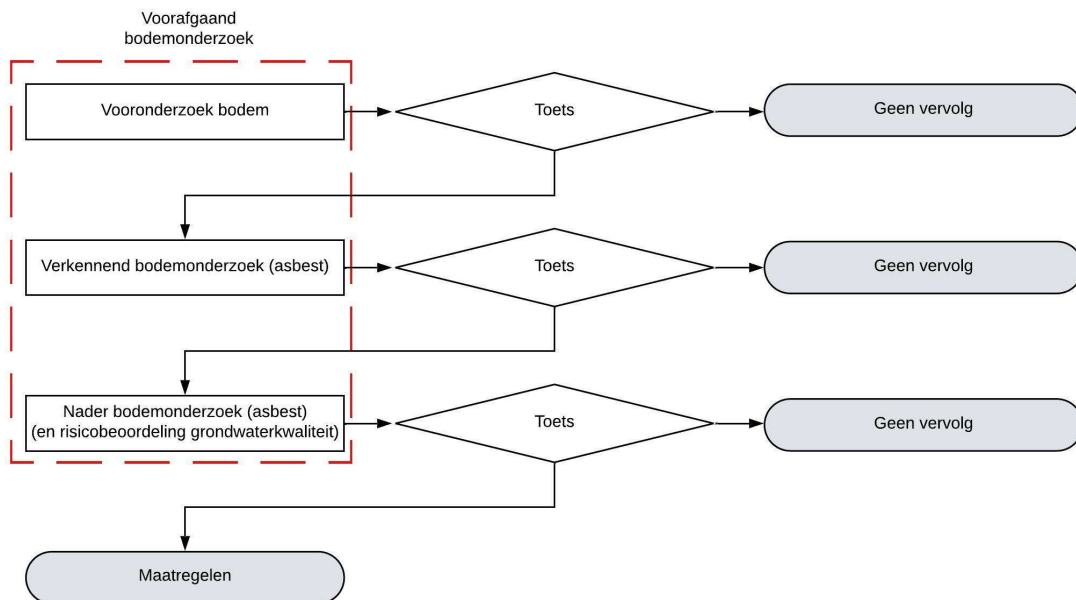 Voorafgaand
bodemonderzoek
Vooronderzoek bodem
Toets
Geen vervolg
Verkennend bodemonderzoek (asbest)
Toets
Geen vervolg
Nader bodemonderzoek (asbest)
(en risicobeoordeling grondwaterkwaliteit)
Toets
Geen vervolg
Maatregelen